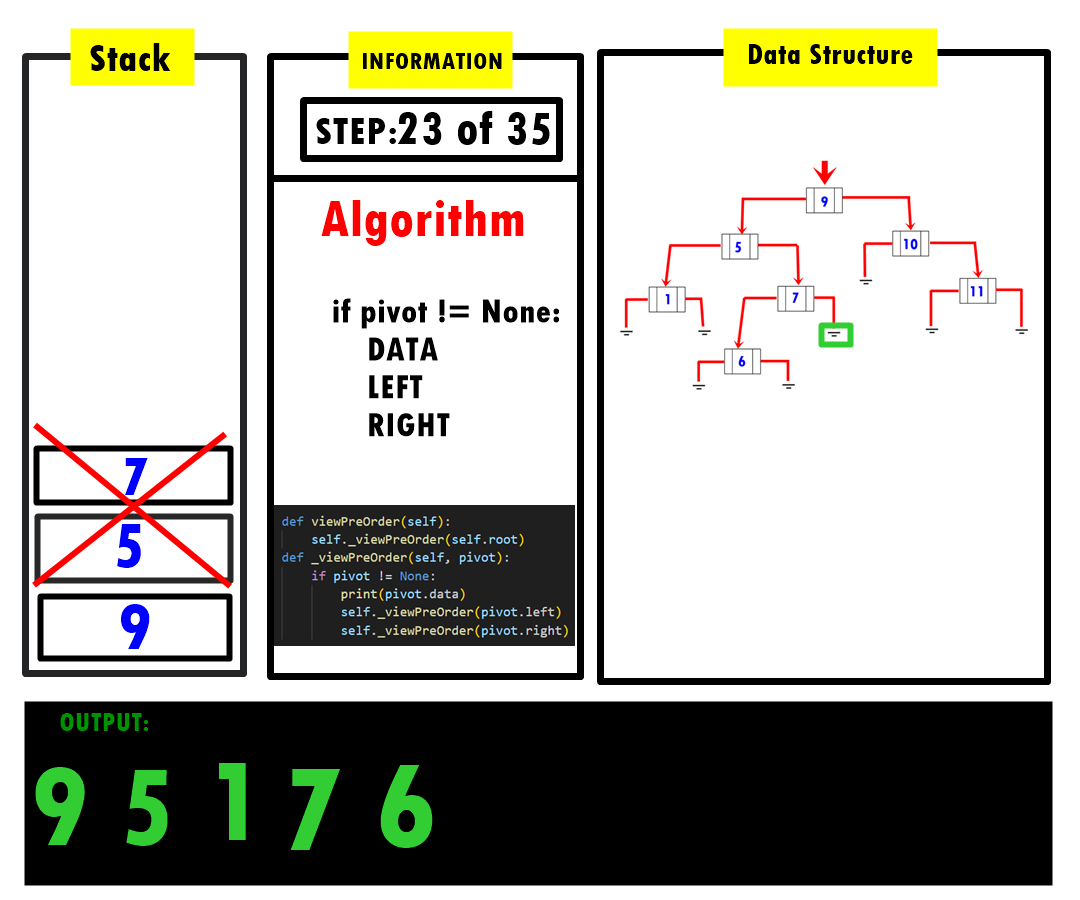 Stack
7
5
9
INFORMATION
STEP:23 of 35
Algorithm
if pivot != None:
DATA
LEFT
RIGHT
def viewPreOrder(self):
self._viewPreOrder(self.root)
def _viewPreOrder(self, pivot):
if pivot != None:
print(pivot.data)
self._viewPreOrder(pivot.left)
self._viewPreOrder(pivot.right)
Data Structure
9
5
10
1
7
11
6
OUTPUT:
9 5 1 7 6